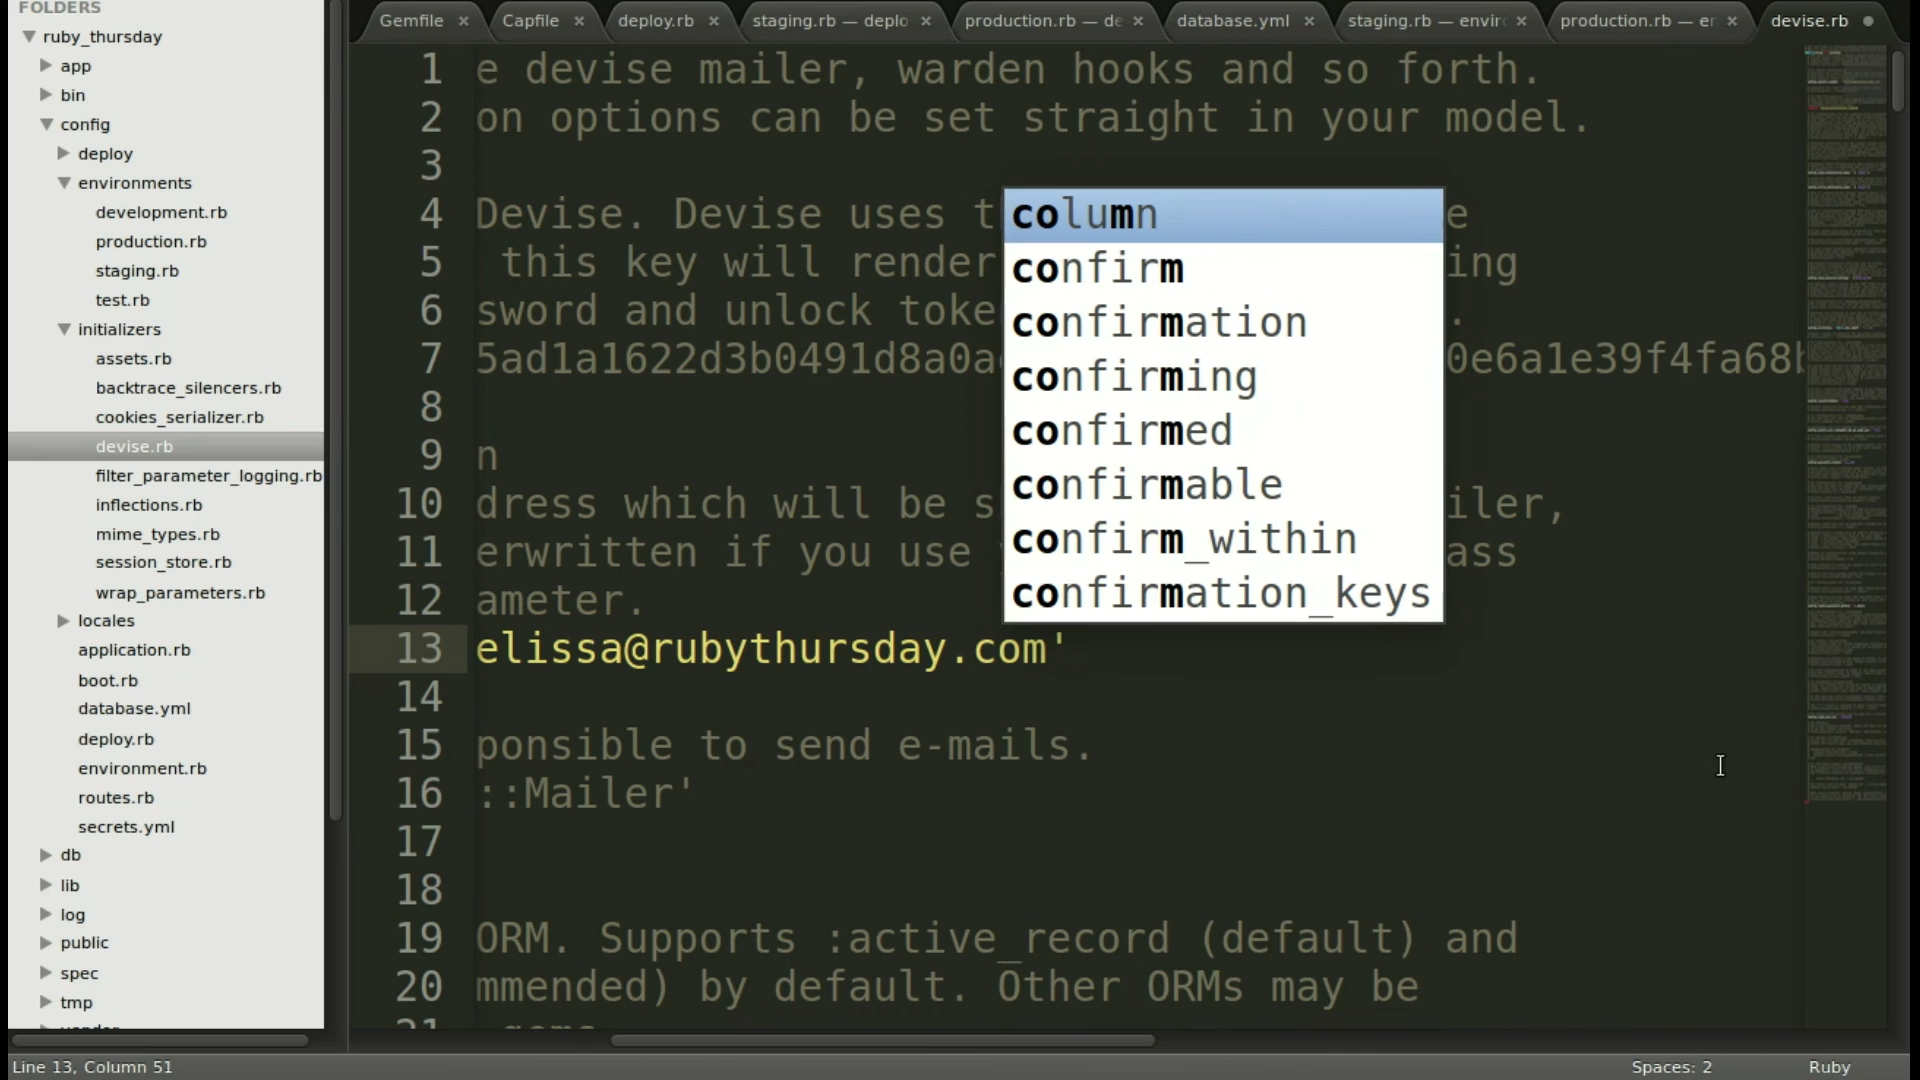 FOLDERS
ruby_thursday
app
bin
config
deploy
environments
development.rb
production.rb
staging.rb
test.rb
initializers
assets.rb
backtrace_silencers.rb
cookies_serializer.rb
devise.rb
filter_parameter_logging.rb
inflections.rb
mime_types.rb
session_store.rb
wrap_parameters.rb
locales
application.rb
boot.rb
database.yml
deploy.rb
environment.rb
routes.rb
secrets.yml
db
lib
log
public
spec
tmp
Gemfile × Capfile × deploy.rb × staging.rb — deplo × production.rb — de × database.yml × staging.rb — envir × production.rb — er × devise.rb
1 e devise mailer, warden hooks and so forth.
2 on options can be set straight in your model.
3
4 Devise. Devise uses t e
5 this key will render ing
6 sword and unlock toke .
7 5ad1a1622d3b0491d8a0a 0e6a1e39f4fa68b
8
9 n
10 dress which will be s iler,
11 erwritten if you use ass
12 ameter.
13 elissa@rubythursday.com'
14
15 ponsible to send e-mails.
16 ::Mailer'
17
18
19 ORM. Supports :active_record (default) and
20 mmended) by default. Other ORMs may be
column
confirm
confirmation
confirming
confirmed
confirmable
confirm_within
confirmation_keys
Line 13, Column 51
Spaces: 2
Ruby